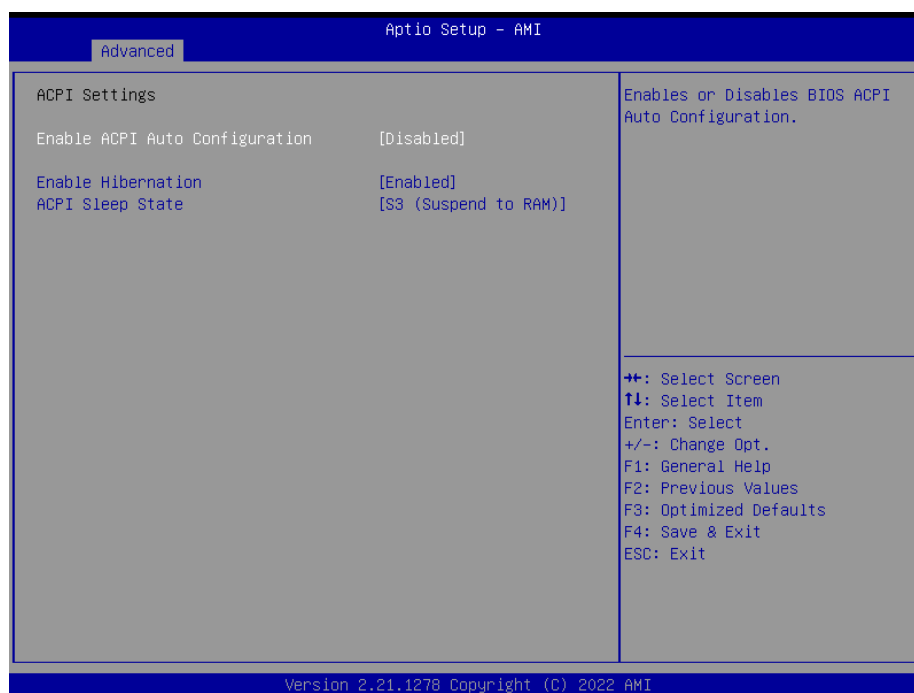 Aptio Setup – AMI
Advanced
ACPI Settings
Enable ACPI Auto Configuration [Disabled]
Enable Hibernation [Enabled]
ACPI Sleep State [S3 (Suspend to RAM)]
Enables or Disables BIOS ACPI
Auto Configuration.
→←: Select Screen
↑↓: Select Item
Enter: Select
+/-: Change Opt.
F1: General Help
F2: Previous Values
F3: Optimized Defaults
F4: Save & Exit
ESC: Exit
Version 2.21.1278 Copyright (C) 2022 AMI